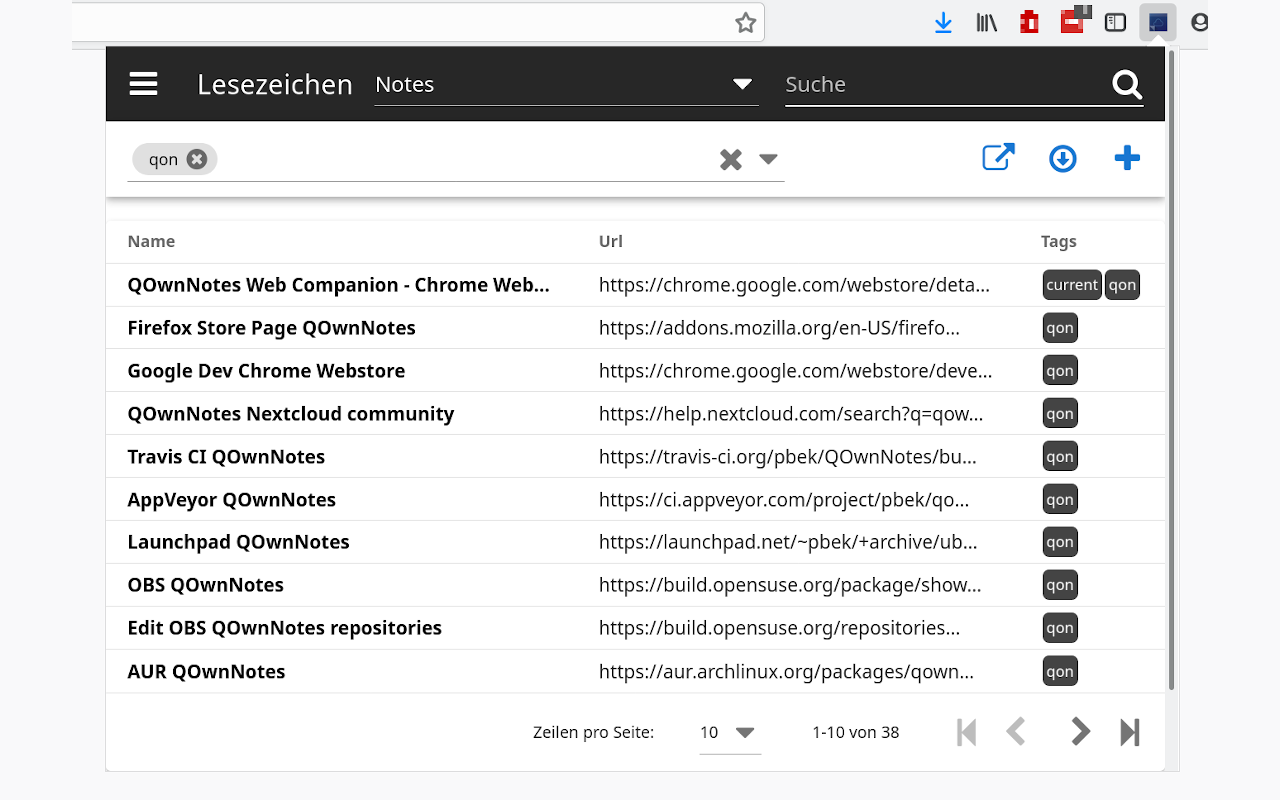 Lesezeichen Notes Suche
qon
Name Url Tags
QOwnNotes Web Companion - Chrome Web... https://chrome.google.com/webstore/deta... current qon
Firefox Store Page QOwnNotes https://addons.mozilla.org/en-US/firefo... qon
Google Dev Chrome Webstore https://chrome.google.com/webstore/deve... qon
QOwnNotes Nextcloud community https://help.nextcloud.com/search?q=qow... qon
Travis CI QOwnNotes https://travis-ci.org/pbek/QOwnNotes/bu... qon
AppVeyor QOwnNotes https://ci.appveyor.com/project/pbek/qo... qon
Launchpad QOwnNotes https://launchpad.net/~pbek/+archive/ub... qon
OBS QOwnNotes https://build.opensuse.org/package/show... qon
Edit OBS QOwnNotes repositories https://build.opensuse.org/repositories... qon
AUR QOwnNotes https://aur.archlinux.org/packages/qown... qon
Zeilen pro Seite: 10 1-10 von 38